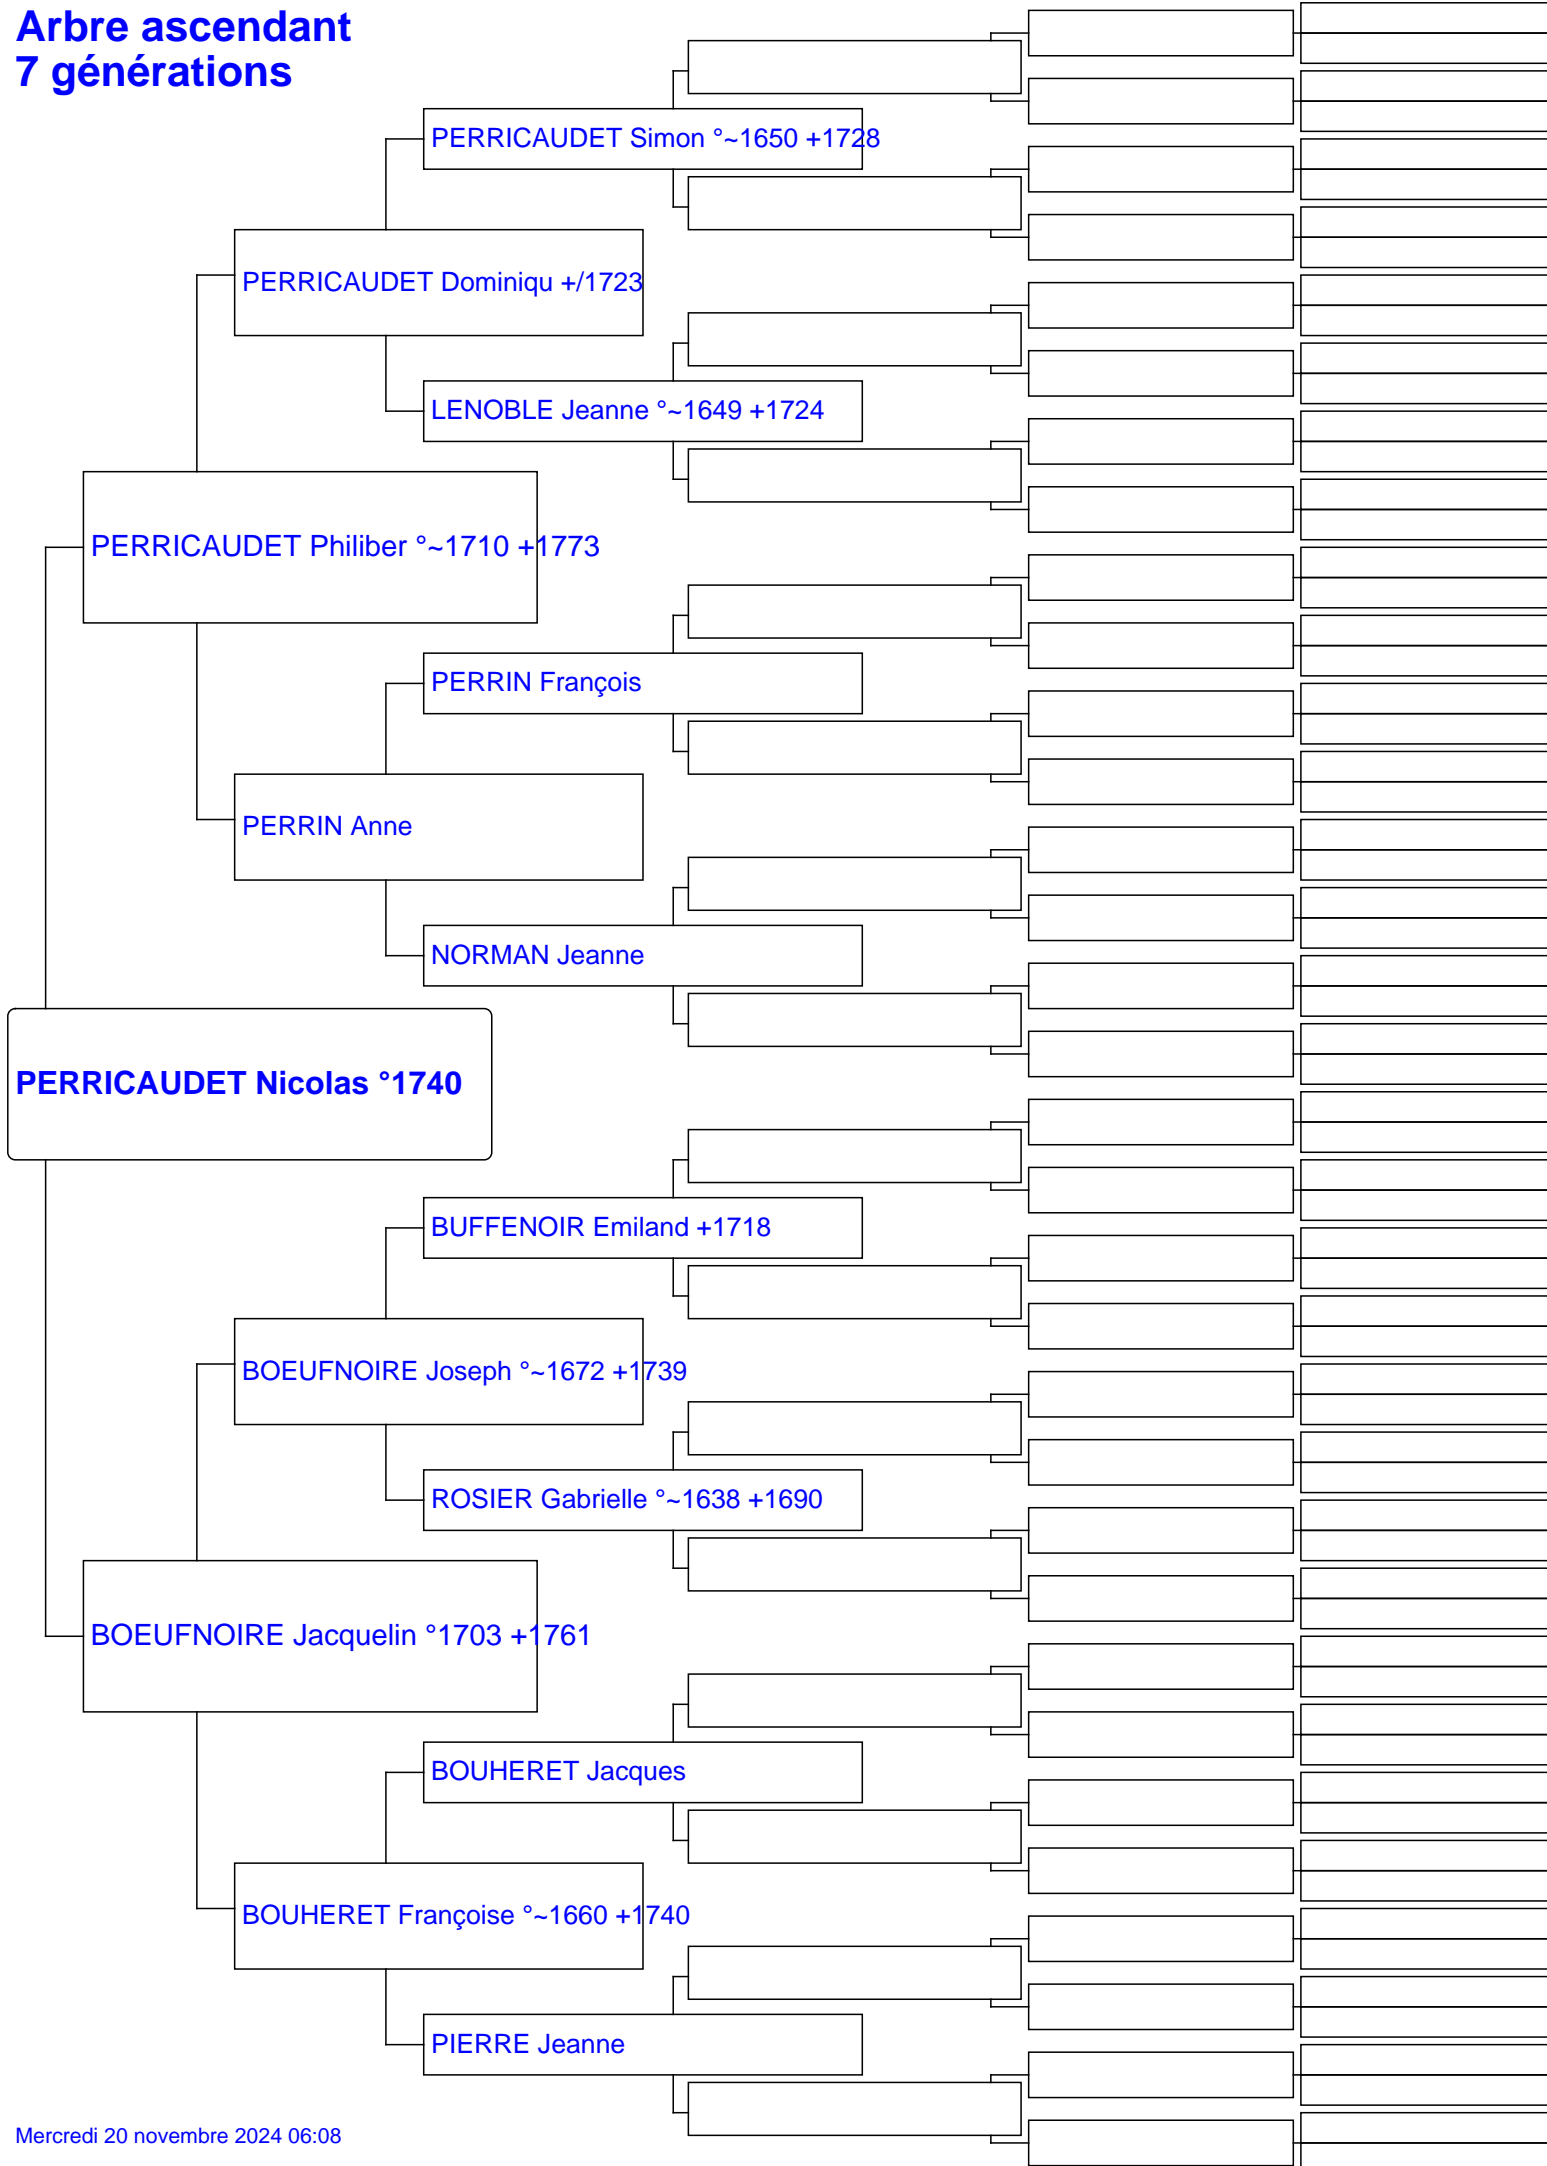 Arbre ascendant
7 générations
PERRICAUDET Simon °~1650 +1728
PERRICAUDET Dominiqu +/1723
LENOBLE Jeanne °~1649 +1724
PERRICAUDET Philiber °~1710 +1773
PERRIN François
PERRIN Anne
NORMAN Jeanne
PERRICAUDET Nicolas °1740
BUFFENOIR Emiland +1718
BOEUFNOIRE Joseph °~1672 +1739
ROSIER Gabrielle °~1638 +1690
BOEUFNOIRE Jacquelin °1703 +1761
BOUHERET Jacques
BOUHERET Françoise °~1660 +1740
PIERRE Jeanne
Mercredi 20 novembre 2024 06:08